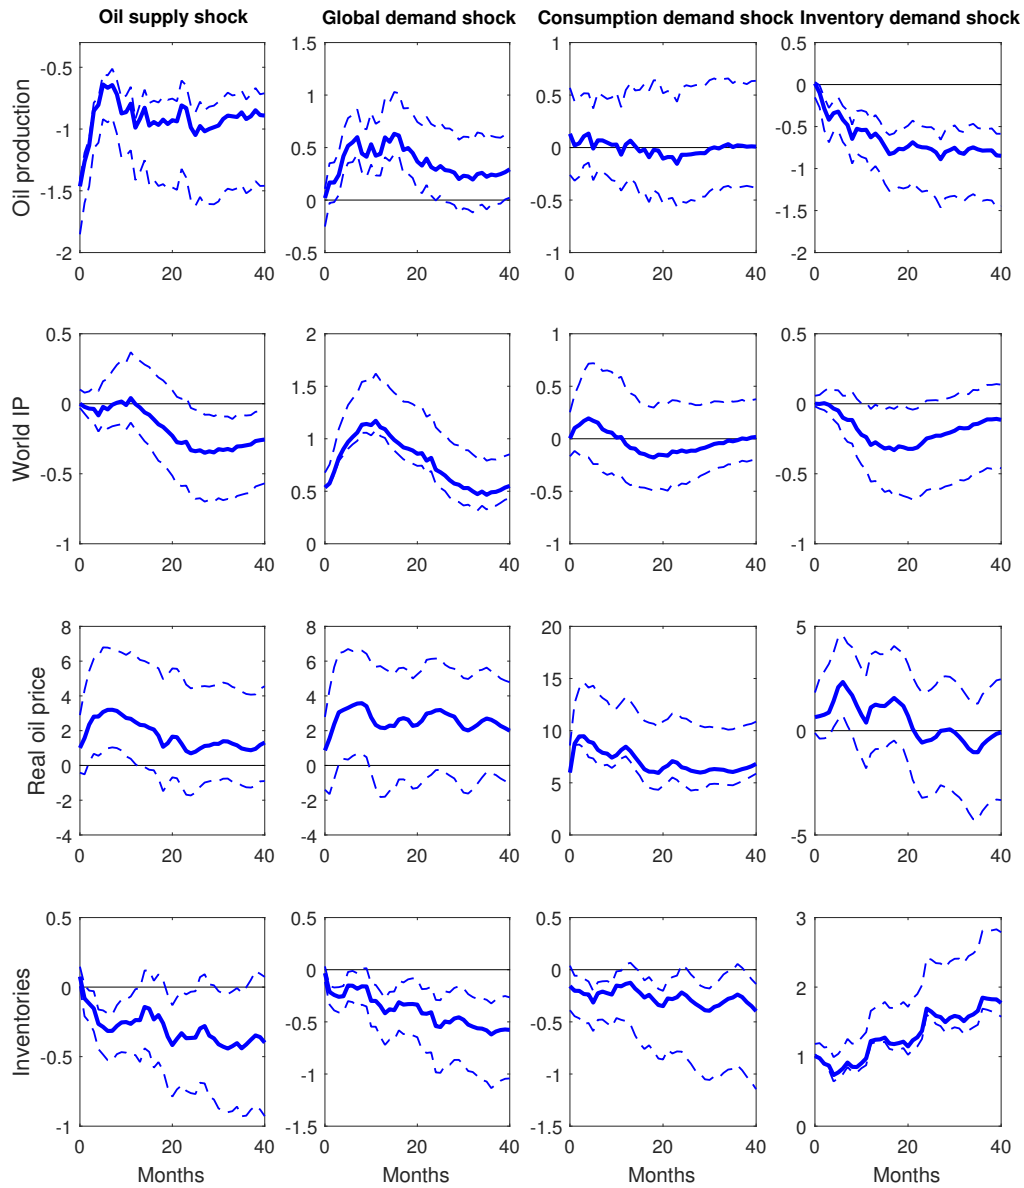 Oil supply shock Global demand shock Consumption demand shock Inventory demand shock
Oil production
-0.5 -1 -1.5 -2
1.5 1 0.5 0 -0.5
1 0.5 0 -0.5 -1
0.5 0 -0.5 -1 -1.5 -2
0 20 40 0 20 40 0 20 40 0 20 40
World IP
0.5 0 -0.5 -1
2 1.5 1 0.5 0
1 0.5 0 -0.5 -1
0.5 0 -0.5 -1
0 20 40 0 20 40 0 20 40 0 20 40
Real oil price
8 6 4 2 0 -2 -4
8 6 4 2 0 -2 -4
20 15 10 5 0
5 0 -5
0 20 40 0 20 40 0 20 40 0 20 40
Inventories
0.5 0 -0.5 -1
0.5 0 -0.5 -1 -1.5
0.5 0 -0.5 -1 -1.5
3 2 1 0
0 20 40 0 20 40 0 20 40 0 20 40
Months Months Months Months